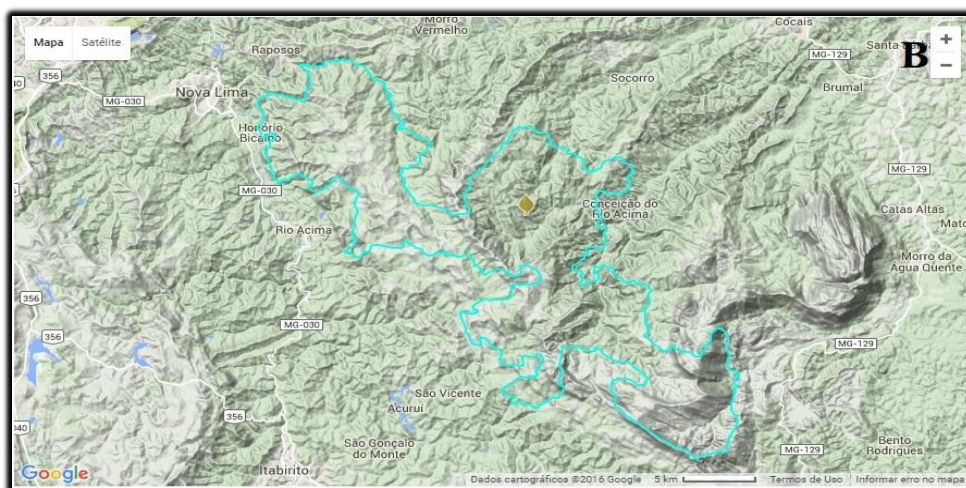 Morro
Vermelho
Cocais
Mapa
Satélite
B
+
−
Raposos
MG-129
356
Socorro
Nova Lima
Brumal
MG-030
Honório
Bicalho
MG-129
MG-030
Conceição do
Rio Acima
Catas Altas
Rio Acima
Morro da
Água Quente
356
MG-030
356
MG-129
São Vicente
Acuruí
356
040
São Gonçalo
do Monte
Bento
Rodrigues
MG-129
Itabirito
Google
Dados cartográficos ©2016 Google
5 km
Termos de Uso
Informar erro no mapa